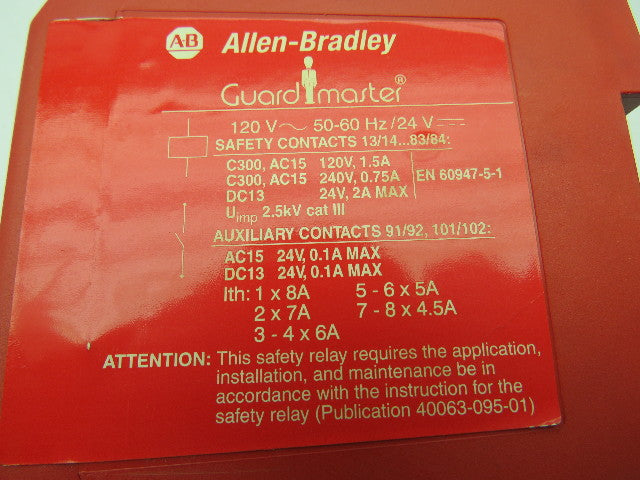 A·B Allen-Bradley
Guardmaster®
120 V ~ 50-60 Hz/24 V ⎓
SAFETY CONTACTS 13/14...83/84:
C300, AC15 120V, 1.5A
C300, AC15 240V, 0.75A EN 60947-5-1
DC13 24V, 2A MAX
Uimp 2.5kV cat III
AUXILIARY CONTACTS 91/92, 101/102:
AC15 24V, 0.1A MAX
DC13 24V, 0.1A MAX
Ith: 1 x 8A 5 - 6 x 5A
2 x 7A 7 - 8 x 4.5A
3 - 4 x 6A
ATTENTION: This safety relay requires the application,
installation, and maintenance be in
accordance with the instruction for the
safety relay (Publication 40063-095-01)